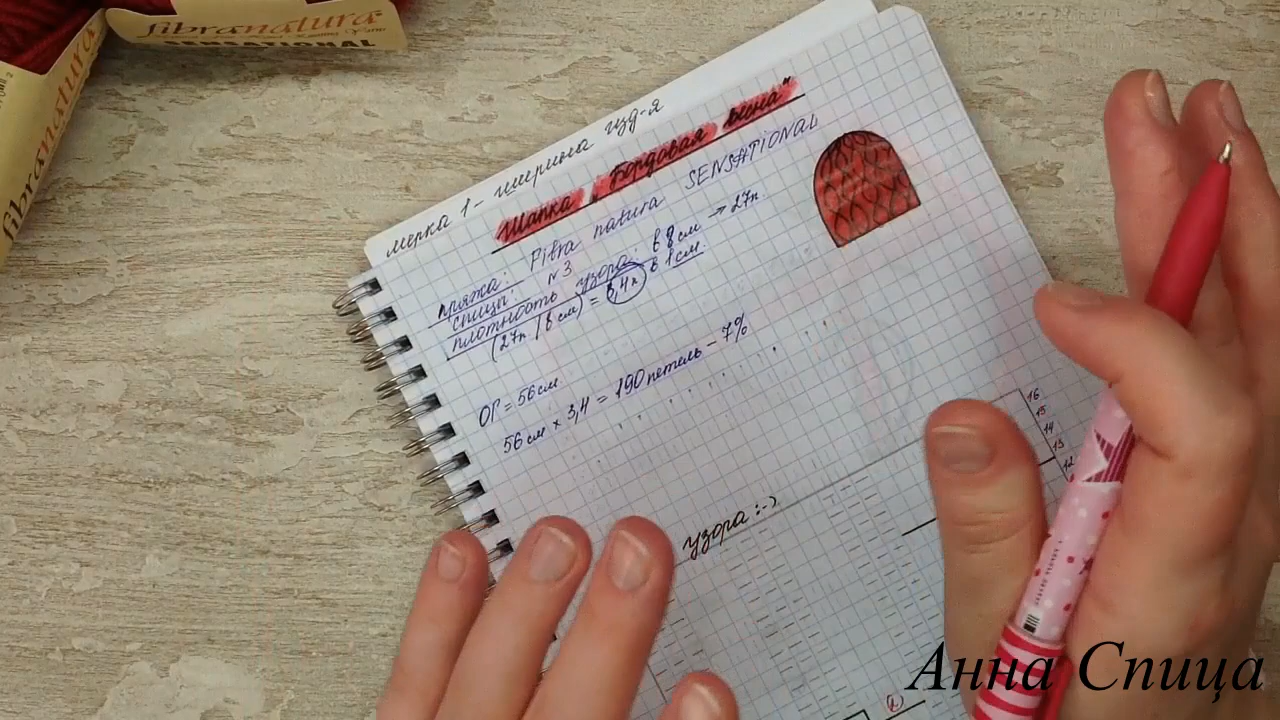 fibranatura
SENSATIONAL
fibranatura
мерка 1- ширина изд-я
Шапка „Бордовая весна"
пряжа: Fibra natura SENSATIONAL
спицы: №3
плотность узора: в 8 см → 27п
(27п / 8 см) = 3,4п в 1 см.
ОГ = 56 см
56 см × 3,4 = 190 петель - 7%
узора :-)
16
15
14
13
12
Анна Спица